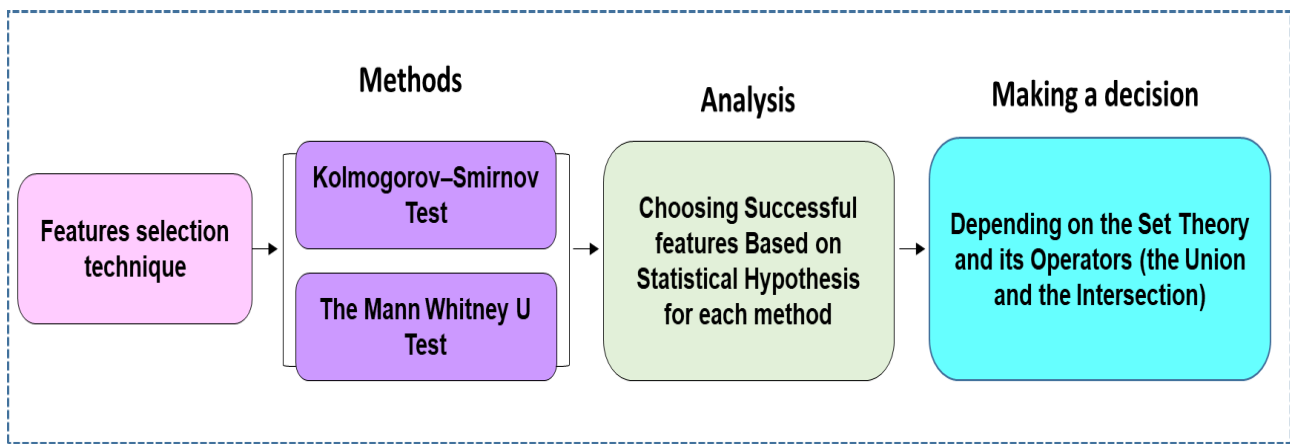 Methods
Analysis
Making a decision
Features selection
technique
Kolmogorov–Smirnov
Test
The Mann Whitney U
Test
Choosing Successful
features Based on
Statistical Hypothesis
for each method
Depending on the Set Theory
and its Operators (the Union
and the Intersection)